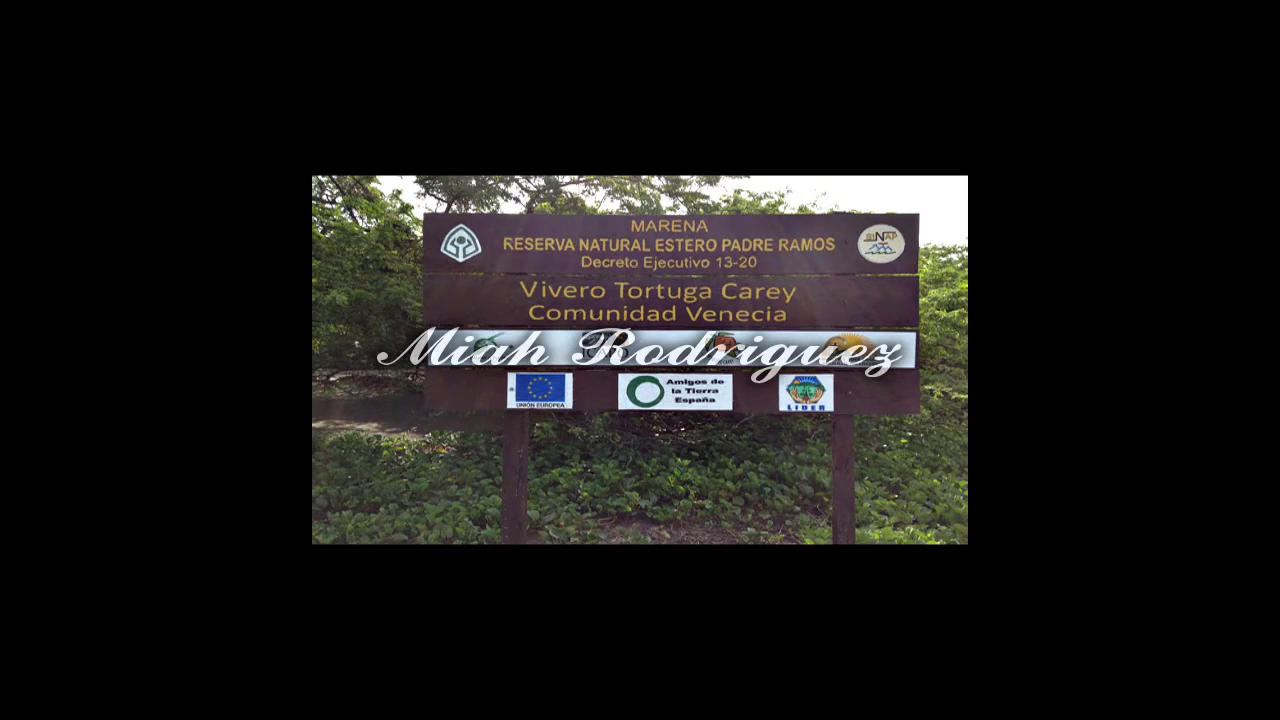 MARENA
RESERVA NATURAL ESTERO PADRE RAMOS
Decreto Ejecutivo 13-20
SINAP
Vivero Tortuga Carey
Comunidad Venecia
Miah Rodriguez
UNIÓN EUROPEA
Amigos de
la Tierra
España
LIDER